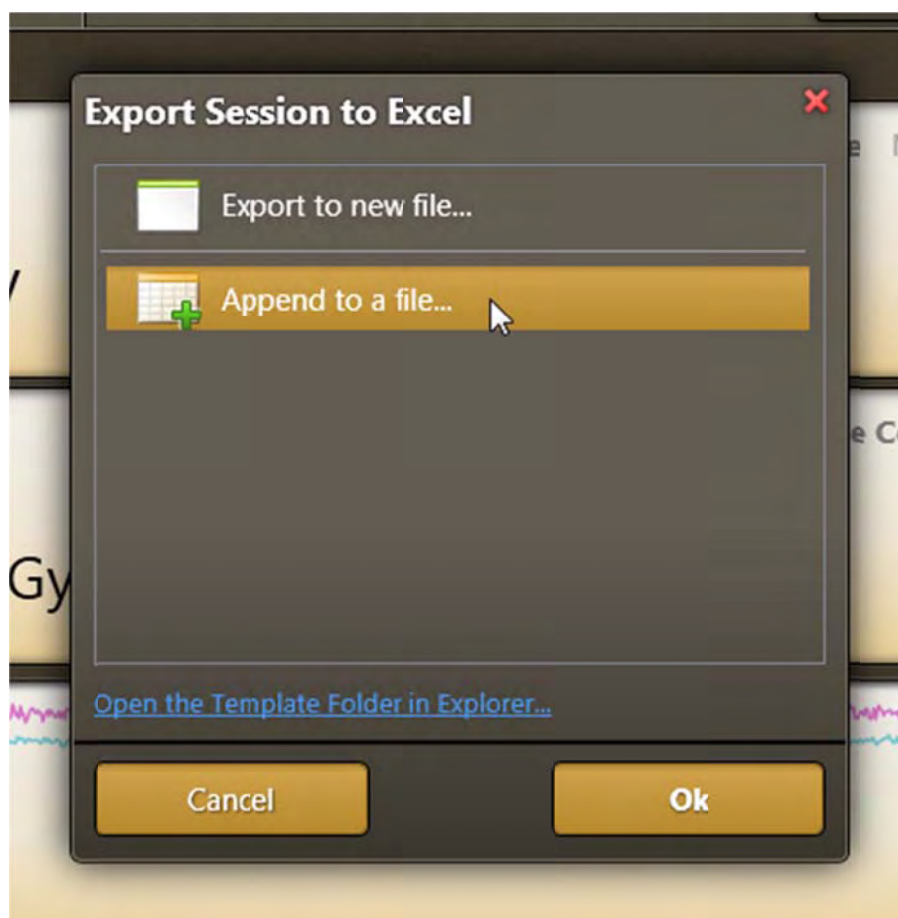 Export Session to Excel
Export to new file...
Append to a file...
Gy
e C
Open the Template Folder in Explorer...
Cancel
Ok